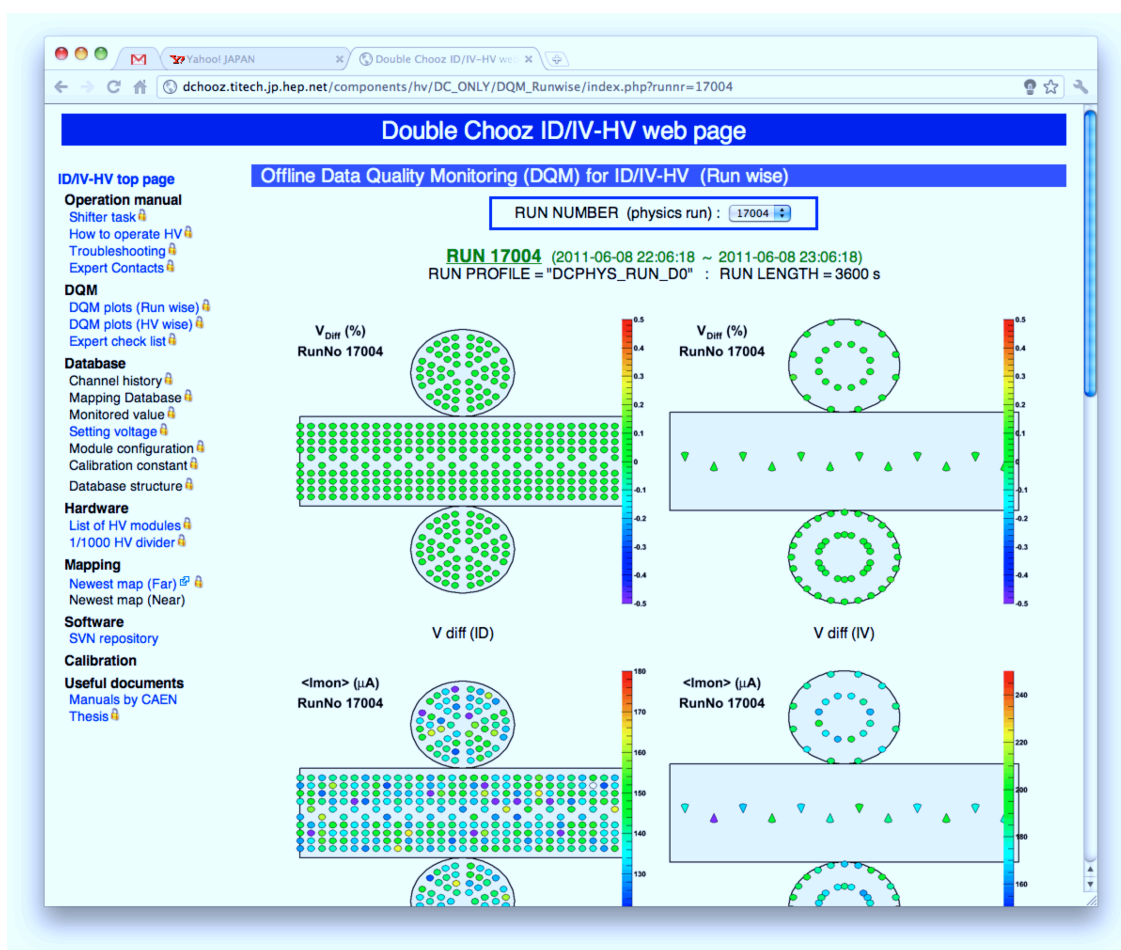 Yahoo! JAPAN
Double Chooz ID/IV-HV we
dchooz.titech.jp.hep.net/components/hv/DC_ONLY/DQM_Runwise/index.php?runnr=17004
Double Chooz ID/IV-HV web page
ID/IV-HV top page
Operation manual
Shifter task
How to operate HV
Troubleshooting
Expert Contacts
DQM
DQM plots (Run wise)
DQM plots (HV wise)
Expert check list
Database
Channel history
Mapping Database
Monitored value
Setting voltage
Module configuration
Calibration constant
Database structure
Hardware
List of HV modules
1/1000 HV divider
Mapping
Newest map (Far)
Newest map (Near)
Software
SVN repository
Calibration
Useful documents
Manuals by CAEN
Thesis
Offline Data Quality Monitoring (DQM) for ID/IV-HV (Run wise)
RUN NUMBER (physics run) : 17004
RUN 17004 (2011-06-08 22:06:18 ~ 2011-06-08 23:06:18)
RUN PROFILE = "DCPHYS_RUN_D0" : RUN LENGTH = 3600 s
VDiff (%)
RunNo 17004
0.5
0.4
0.3
0.2
0.1
0
-0.1
-0.2
-0.3
-0.4
-0.5
V diff (ID)
VDiff (%)
RunNo 17004
0.5
0.4
0.3
0.2
0.1
0
-0.1
-0.2
-0.3
-0.4
-0.5
V diff (IV)
<Imon> (μA)
RunNo 17004
180
170
160
150
140
130
<Imon> (μA)
RunNo 17004
240
220
200
180
160